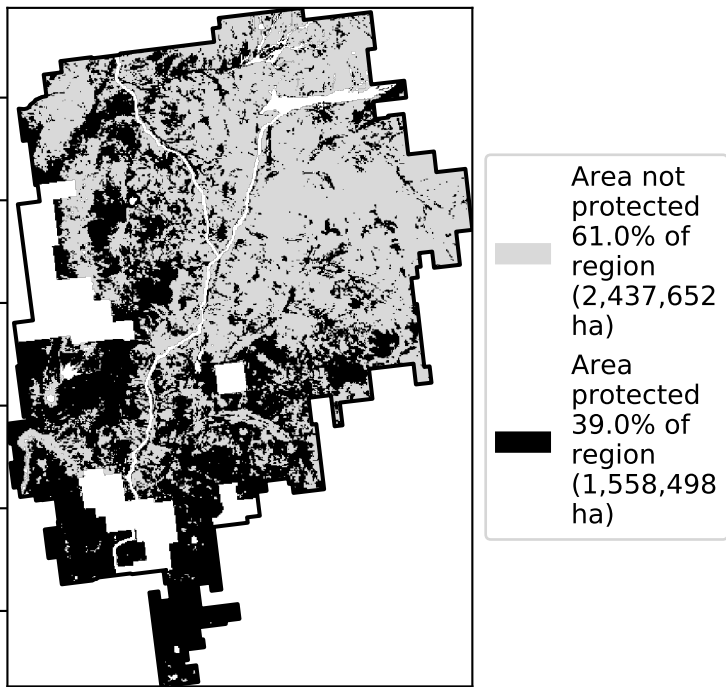 Area not
protected
61.0% of
region
(2,437,652
ha)
Area
protected
39.0% of
region
(1,558,498
ha)